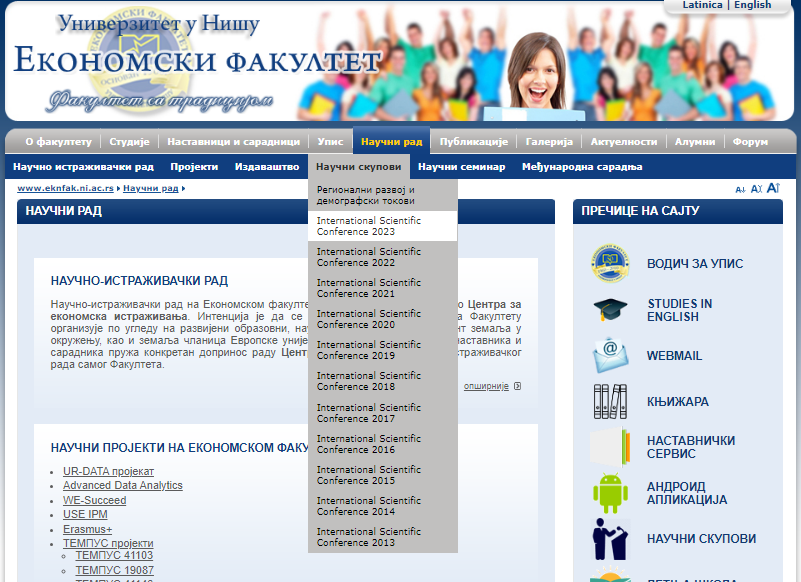 Latinica | English
Универзитет у Нишу
Економски факултет
Факултет са традицијом
О факултету
Студије
Наставници и сарадници
Упис
Научни рад
Публикације
Галерија
Актуелности
Алумни
Форум
Научно истраживачки рад
Пројекти
Издаваштво
Научни скупови
Научни семинар
Међународна сарадња
www.eknfak.ni.ac.rs
Научни рад
НАУЧНИ РАД
Регионални развој и
демографски токови
International Scientific
Conference 2023
International Scientific
Conference 2022
International Scientific
Conference 2021
International Scientific
Conference 2020
International Scientific
Conference 2019
International Scientific
Conference 2018
International Scientific
Conference 2017
International Scientific
Conference 2016
International Scientific
Conference 2015
International Scientific
Conference 2014
International Scientific
Conference 2013
НАУЧНО-ИСТРАЖИВАЧКИ РАД
Научно-истраживачки рад на Економском факулте о Центра за
економска истраживања. Интенција је да се а Факултету
организује по угледу на развијени образовни, нау нт земаља у
окружењу, као и земаља чланица Европске униј наставника и
сарадника пружа конкретан допринос раду Цент страживачког
рада самог Факултета.
опширније
НАУЧНИ ПРОЈЕКТИ НА ЕКОНОМСКОМ ФАКУ
UR-DATA пројекат
Advanced Data Analytics
WE-Succeed
USE IPM
Erasmus+
ТЕМПУС пројекти
ТЕМПУС 41103
ТЕМПУС 19087
ПРЕЧИЦЕ НА САЈТУ
ВОДИЧ ЗА УПИС
STUDIES IN
ENGLISH
WEBMAIL
КЊИЖАРА
НАСТАВНИЧКИ
СЕРВИС
АНДРОИД
АПЛИКАЦИЈА
НАУЧНИ СКУПОВИ